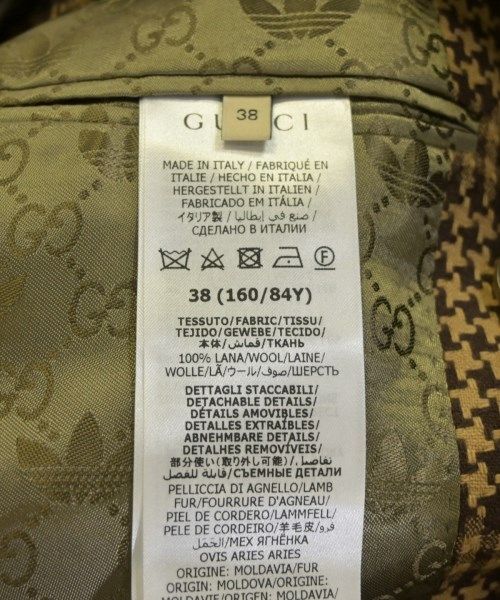 38
GUCCI
MADE IN ITALY / FABRIQUÉ EN
ITALIE / HECHO EN ITALIA /
HERGESTELLT IN ITALIEN /
FABRICADO EM ITÁLIA /
イタリア製 / صنع في إيطاليا /
СДЕЛАНО В ИТАЛИИ
F
38 (160/84Y)
TESSUTO/FABRIC/TISSU/
TEJIDO/GEWEBE/TECIDO/
本体/قماش/ТКАНЬ
100% LANA/WOOL/LAINE/
WOLLE/LÃ/ウール/صوف/ШЕРСТЬ
DETTAGLI STACCABILI/
DETACHABLE DETAILS/
DÉTAILS AMOVIBLES/
DETALLES EXTRAÍBLES/
ABNEHMBARE DETAILS/
DETALHES REMOVÍVEIS/
部分使い(取り外し可能)/تفاصيل
قابلة للفصل/СЪЕМНЫЕ ДЕТАЛИ
PELLICCIA DI AGNELLO/LAMB
FUR/FOURRURE D'AGNEAU/
PIEL DE CORDERO/LAMMFELL/
PELE DE CORDEIRO/羊毛皮/فرو
الحَمَل/МЕХ ЯГНЁНКА
OVIS ARIES ARIES
ORIGINE: MOLDAVIA/FUR
ORIGIN: MOLDOVA/ORIGINE:
MOLDAVIE/ORIGEN: